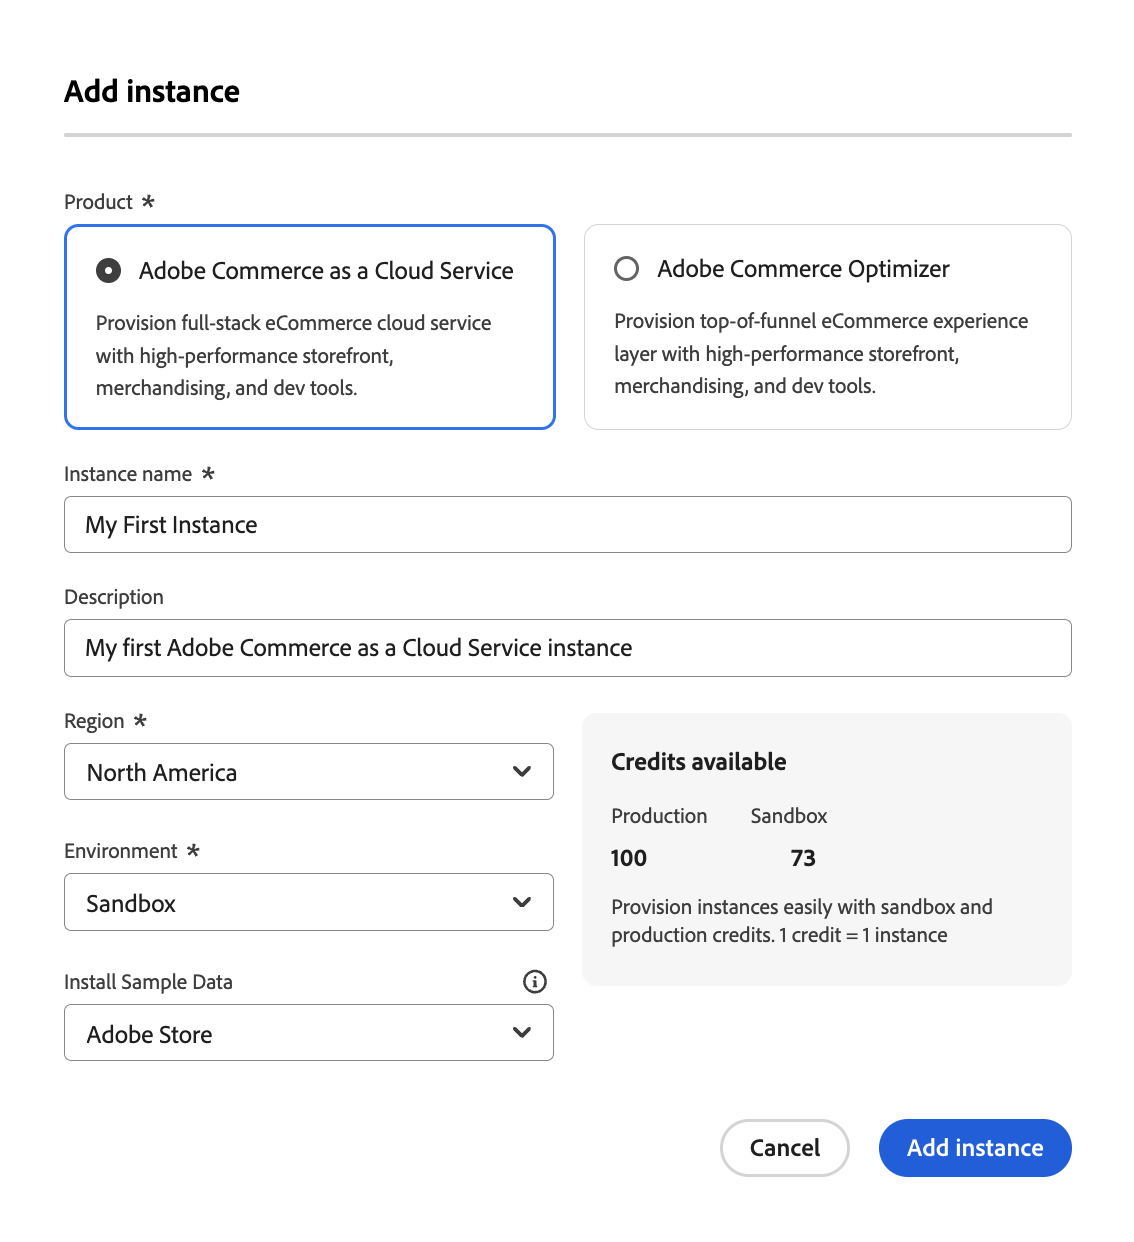 Add instance
Product *
Adobe Commerce as a Cloud Service
Provision full-stack eCommerce cloud service
with high-performance storefront,
merchandising, and dev tools.
Adobe Commerce Optimizer
Provision top-of-funnel eCommerce experience
layer with high-performance storefront,
merchandising, and dev tools.
Instance name *
My First Instance
Description
My first Adobe Commerce as a Cloud Service instance
Region *
North America
Environment *
Sandbox
Install Sample Data
Adobe Store
Credits available
Production Sandbox
100 73
Provision instances easily with sandbox and
production credits. 1 credit = 1 instance
Cancel
Add instance